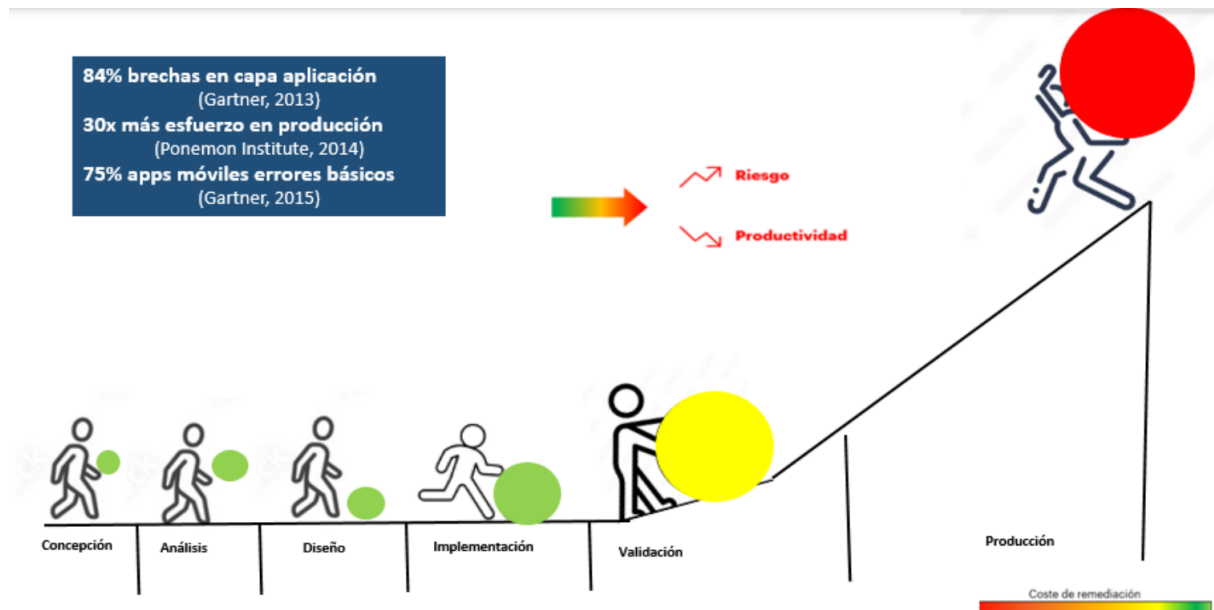 84% brechas en capa aplicación
(Gartner, 2013)
30x más esfuerzo en producción
(Ponemon Institute, 2014)
75% apps móviles errores básicos
(Gartner, 2015)
Riesgo
Productividad
Concepción
Análisis
Diseño
Implementación
Validación
Producción
Coste de remediación